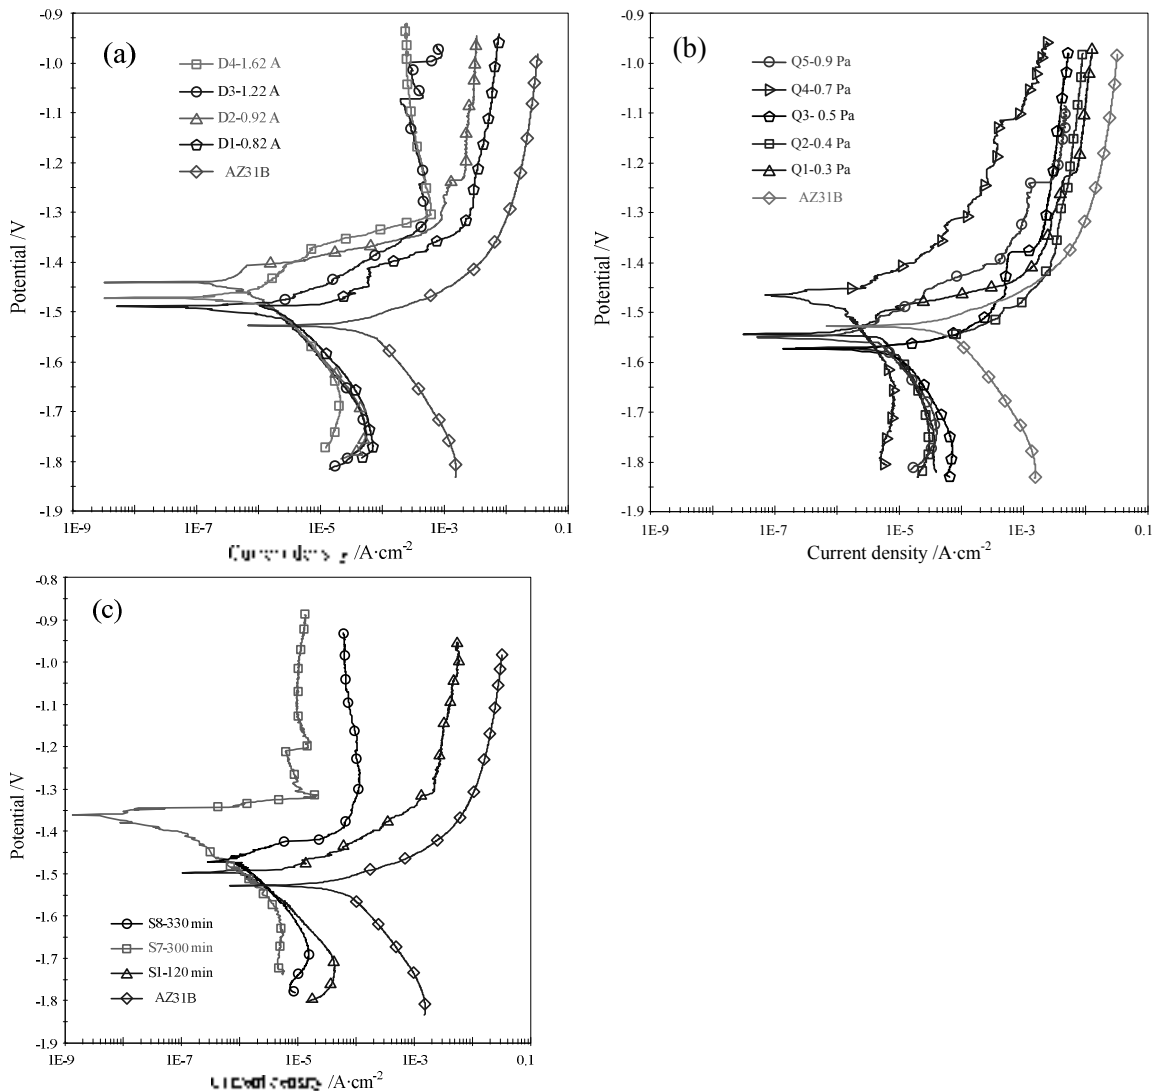 (a)
-0.9
-1.0
-1.1
-1.2
-1.3
-1.4
-1.5
-1.6
-1.7
-1.8
-1.9
Potential /V
D4-1.62 A
D3-1.22 A
D2-0.92 A
D1-0.82 A
AZ31B
1E-9 1E-7 1E-5 1E-3 0.1
/A·cm-2
(b)
-0.9
-1.0
-1.1
-1.2
-1.3
-1.4
-1.5
-1.6
-1.7
-1.8
-1.9
Potential /V
Q5-0.9 Pa
Q4-0.7 Pa
Q3- 0.5 Pa
Q2-0.4 Pa
Q1-0.3 Pa
AZ31B
1E-9 1E-7 1E-5 1E-3 0.1
Current density /A·cm-2
(c)
-0.8
-0.9
-1.0
-1.1
-1.2
-1.3
-1.4
-1.5
-1.6
-1.7
-1.8
-1.9
Potential /V
S8-330 min
S7-300 min
S1-120 min
AZ31B
1E-9 1E-7 1E-5 1E-3 0.1
/A·cm-2